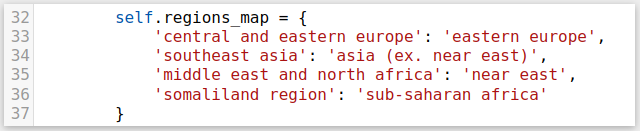 32 self.regions_map = {
33 'central and eastern europe': 'eastern europe',
34 'southeast asia': 'asia (ex. near east)',
35 'middle east and north africa': 'near east',
36 'somaliland region': 'sub-saharan africa'
37 }